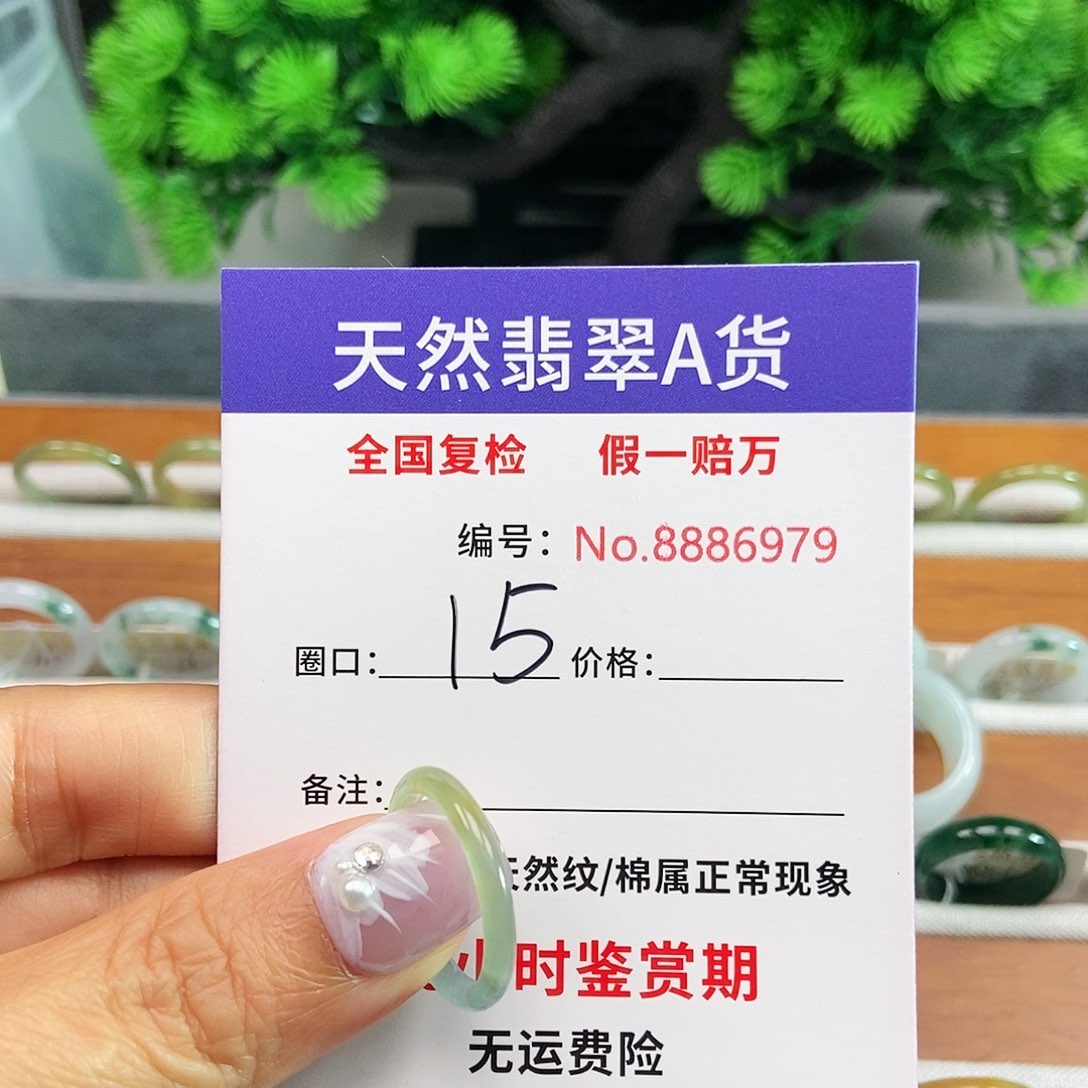 天然翡翠A货
全国复检 假一赔万
编号：No.8886979
圈口：15 价格：
备注：
然纹/棉属正常现象
小时鉴赏期
无运费险